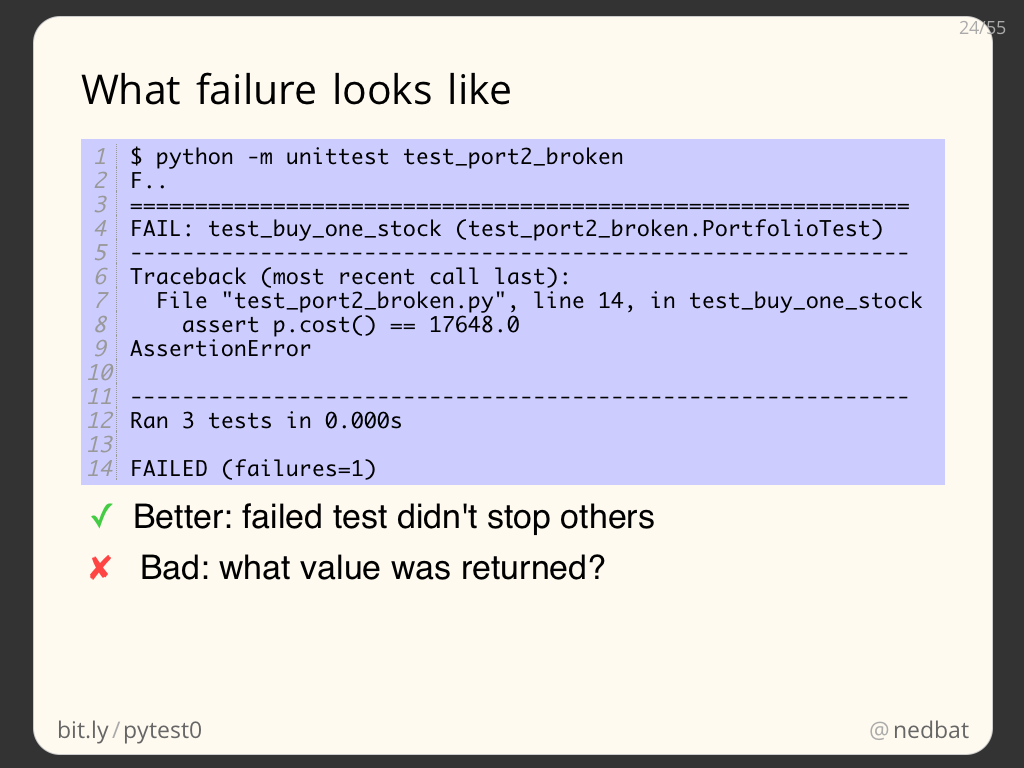 24/55
What failure looks like
1 $ python -m unittest test_port2_broken
2 F..
3 ============================================================
4 FAIL: test_buy_one_stock (test_port2_broken.PortfolioTest)
5 ------------------------------------------------------------
6 Traceback (most recent call last):
7   File "test_port2_broken.py", line 14, in test_buy_one_stock
8     assert p.cost() == 17648.0
9 AssertionError
10
11 ------------------------------------------------------------
12 Ran 3 tests in 0.000s
13
14 FAILED (failures=1)
✓ Better: failed test didn't stop others
✘ Bad: what value was returned?
bit.ly/pytest0
@nedbat